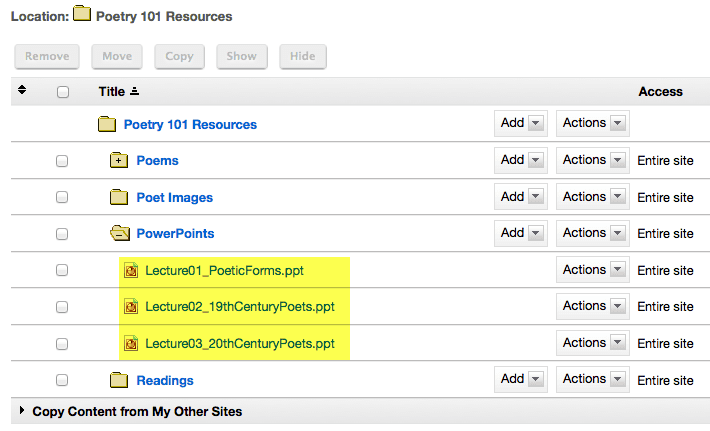 Location: Poetry 101 Resources
Remove Move Copy Show Hide
Title Access
Poetry 101 Resources Add Actions
Poems Add Actions Entire site
Poet Images Add Actions Entire site
PowerPoints Add Actions Entire site
Lecture01_PoeticForms.ppt Actions Entire site
Lecture02_19thCenturyPoets.ppt Actions Entire site
Lecture03_20thCenturyPoets.ppt Actions Entire site
Readings Add Actions Entire site
Copy Content from My Other Sites